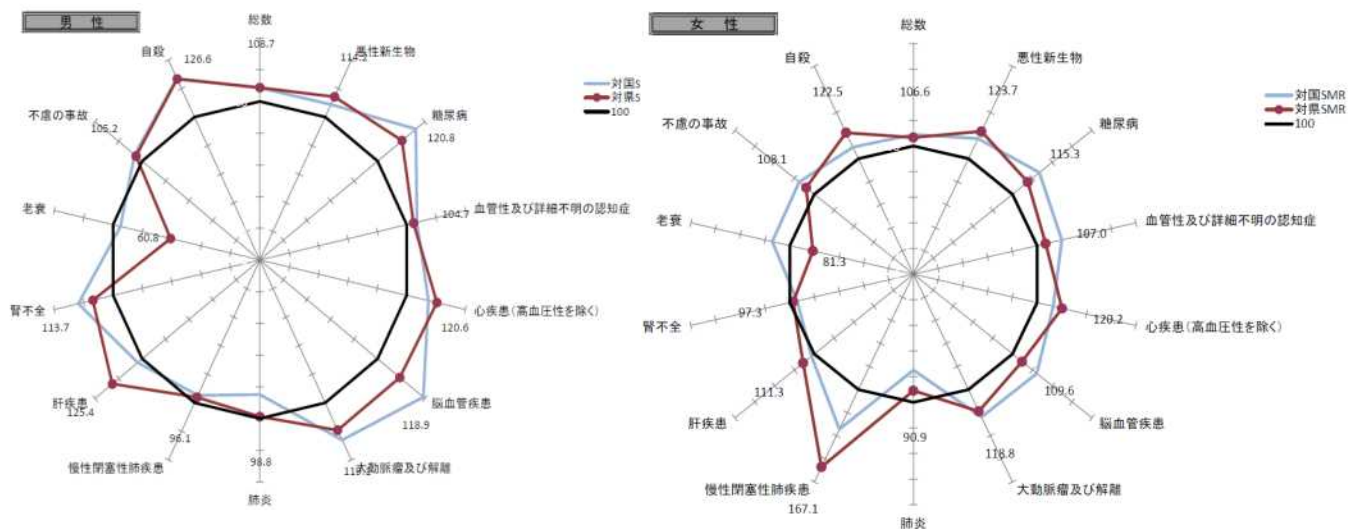 男 性
総数
108.7
悪性新生物
114.2
糖尿病
120.8
血管性及び詳細不明の認知症
104.7
心疾患(高血圧性を除く)
120.6
脳血管疾患
118.9
大動脈瘤及び解離
肺炎
98.8
慢性閉塞性肺疾患
96.1
肝疾患
125.4
腎不全
113.7
老衰
60.8
不慮の事故
105.2
自殺
126.6
対国S
対県S
100
女 性
総数
106.6
悪性新生物
123.7
糖尿病
115.3
血管性及び詳細不明の認知症
107.0
心疾患(高血圧性を除く)
120.2
脳血管疾患
109.6
大動脈瘤及び解離
118.8
肺炎
90.9
慢性閉塞性肺疾患
167.1
肝疾患
111.3
腎不全
97.3
老衰
81.3
不慮の事故
108.1
自殺
122.5
対国SMR
対県SMR
100